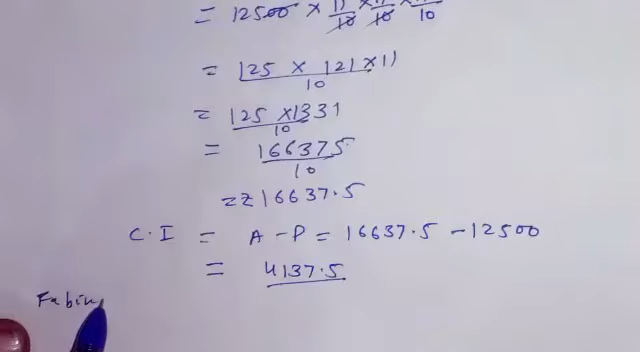 = 12500 × 11/10 × 11/10 × 11/10
= 125 × 121 × 11 / 10
= 125 × 1331 / 10
= 166375 / 10
= ₹16637.5
C.I = A - P = 16637.5 - 12500
= 4137.5
Fabin